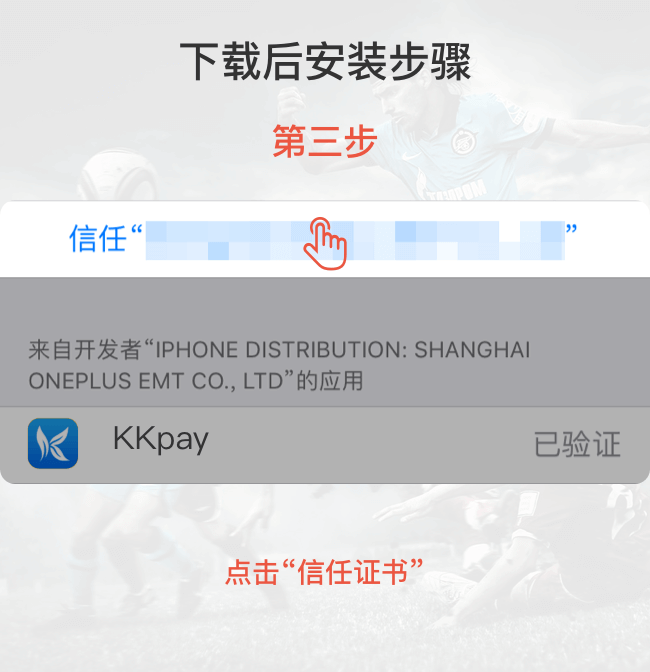 下载后安装步骤
第三步
信任“”
来自开发者“IPHONE DISTRIBUTION: SHANGHAI
ONEPLUS EMT CO., LTD”的应用
KKpay
已验证
点击“信任证书”